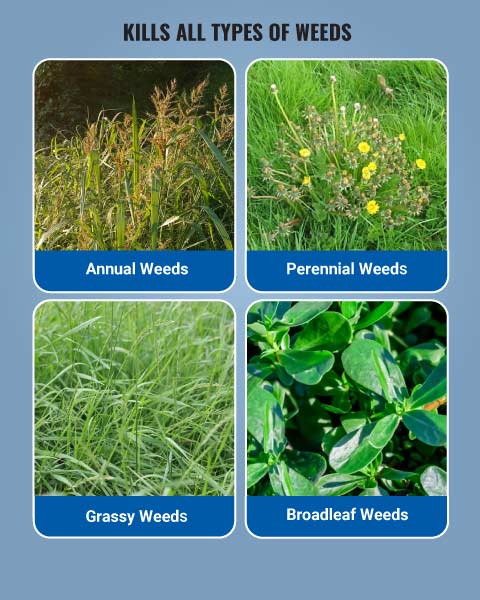 KILLS ALL TYPES OF WEEDS
Annual Weeds
Perennial Weeds
Grassy Weeds
Broadleaf Weeds